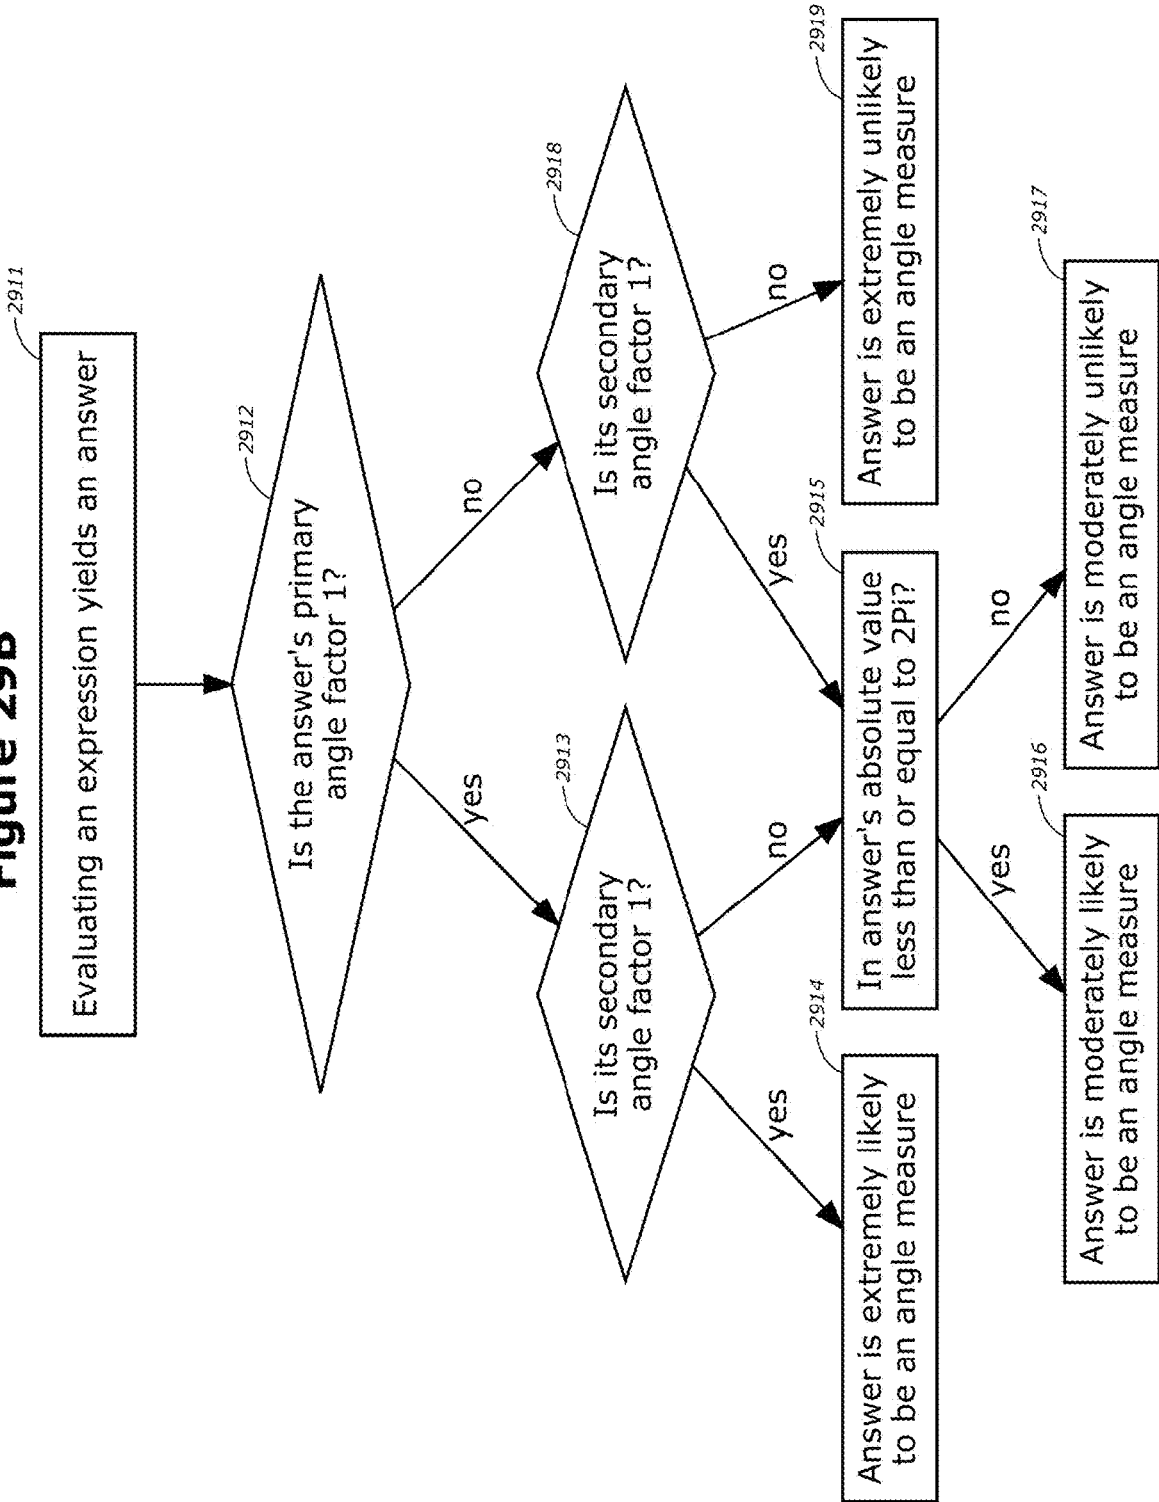 Figure 29B
2911
Evaluating an expression yields an answer
2912
Is the answer's primary
angle factor 1?
yes
no
2913
Is its secondary
angle factor 1?
2918
Is its secondary
angle factor 1?
yes
no
yes
no
2914
Answer is extremely likely
to be an angle measure
2915
In answer's absolute value
less than or equal to 2Pi?
2919
Answer is extremely unlikely
to be an angle measure
yes
no
2916
Answer is moderately likely
to be an angle measure
2917
Answer is moderately unlikely
to be an angle measure